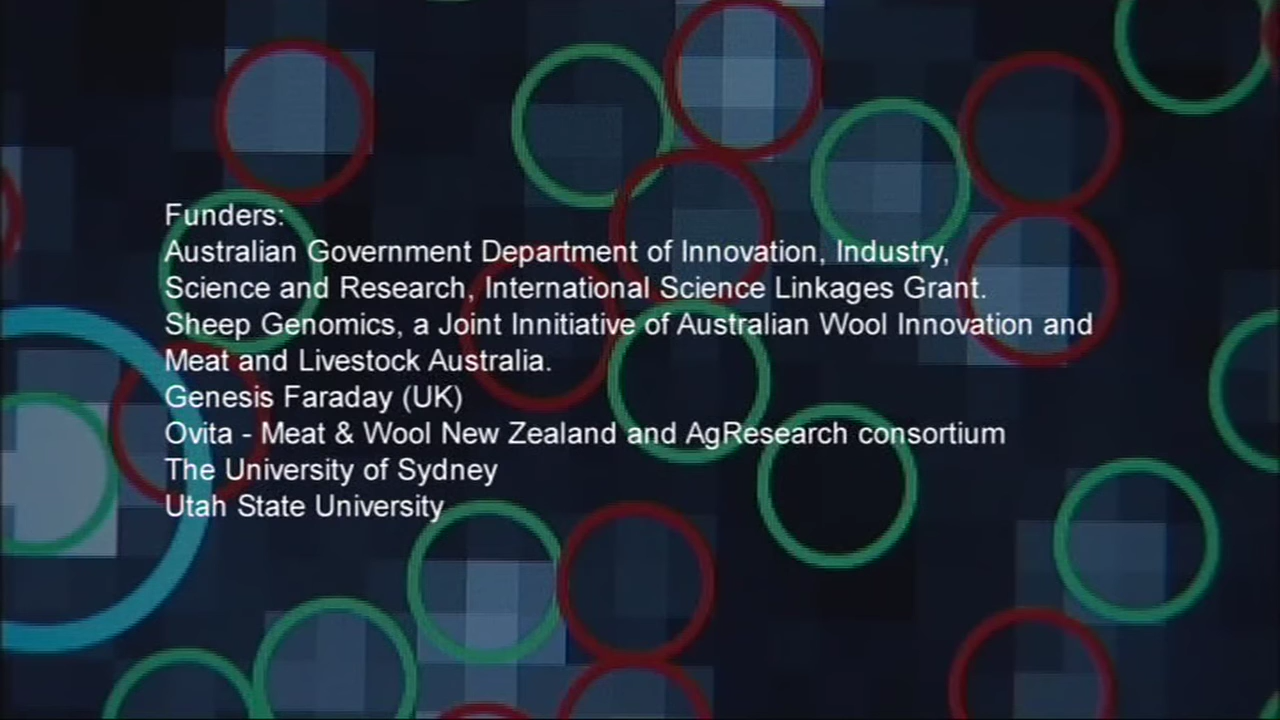 Funders:
Australian Government Department of Innovation, Industry,
Science and Research, International Science Linkages Grant.
Sheep Genomics, a Joint Innitiative of Australian Wool Innovation and
Meat and Livestock Australia.
Genesis Faraday (UK)
Ovita - Meat & Wool New Zealand and AgResearch consortium
The University of Sydney
Utah State University